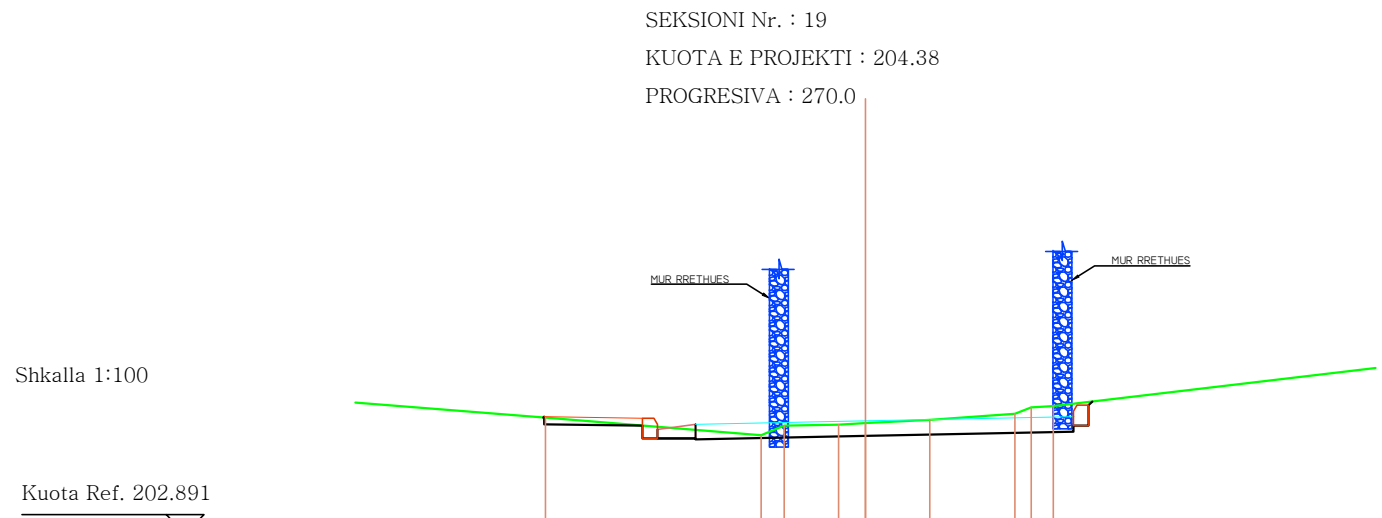 SEKSIONI Nr. : 19
KUOTA E PROJEKTI : 204.38
PROGRESIVA : 270.0
MUR RRETHUES
MUR RRETHUES
Shkalla 1:100
Kuota Ref. 202.891